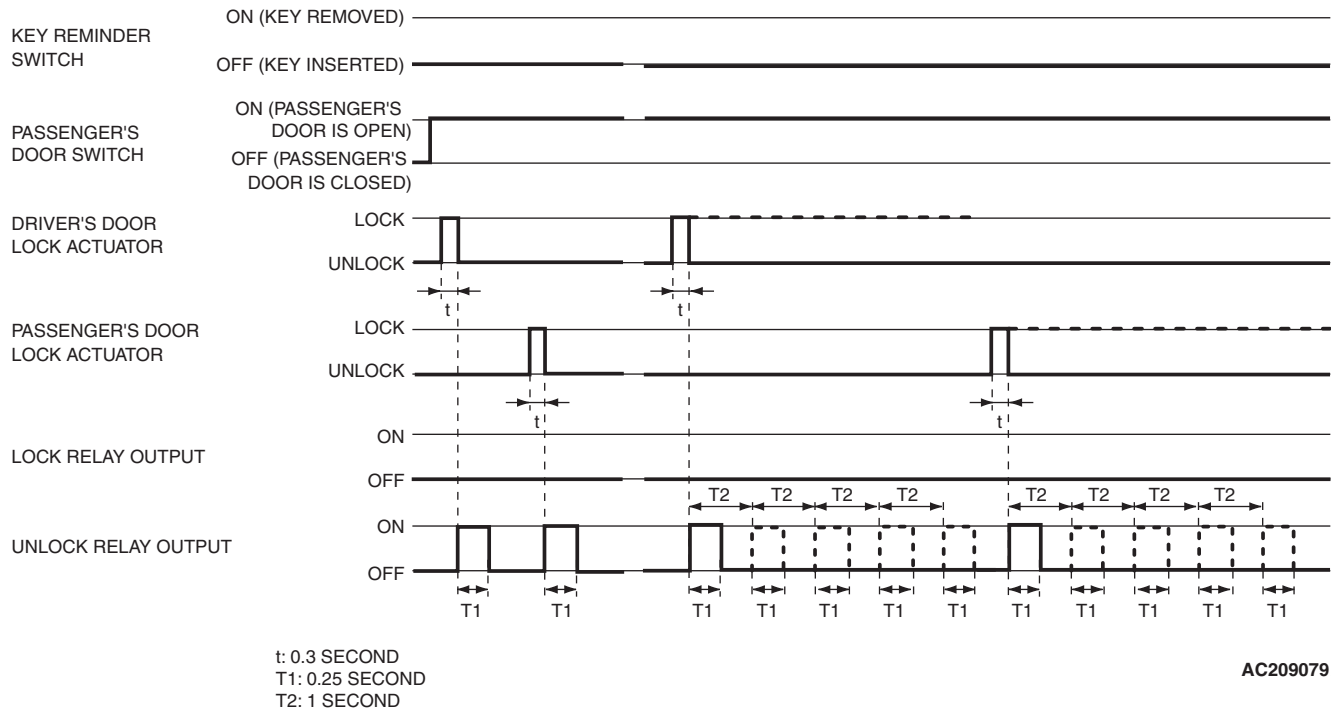 ON (KEY REMOVED)
KEY REMINDER
SWITCH
OFF (KEY INSERTED)
ON (PASSENGER'S
DOOR IS OPEN)
PASSENGER'S
DOOR SWITCH
OFF (PASSENGER'S
DOOR IS CLOSED)
DRIVER'S DOOR
LOCK ACTUATOR
LOCK
UNLOCK
t
t
PASSENGER'S DOOR
LOCK ACTUATOR
LOCK
UNLOCK
t
t
ON
LOCK RELAY OUTPUT
OFF
T2 T2 T2 T2 T2 T2 T2 T2
ON
UNLOCK RELAY OUTPUT
OFF
T1 T1 T1 T1 T1 T1 T1 T1 T1 T1 T1 T1
t: 0.3 SECOND
T1: 0.25 SECOND
T2: 1 SECOND
AC209079